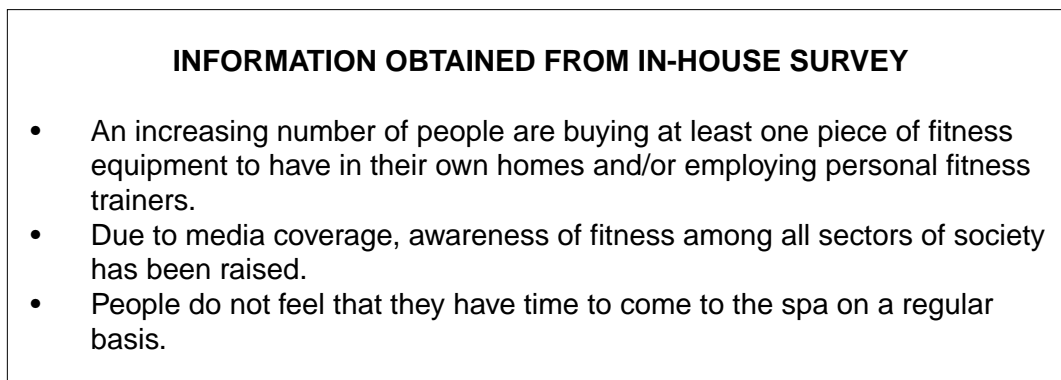 INFORMATION OBTAINED FROM IN-HOUSE SURVEY
• An increasing number of people are buying at least one piece of fitness
equipment to have in their own homes and/or employing personal fitness
trainers.
• Due to media coverage, awareness of fitness among all sectors of society
has been raised.
• People do not feel that they have time to come to the spa on a regular
basis.